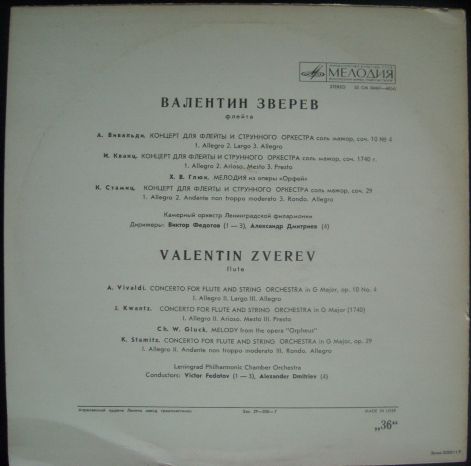 МЕЛОДИЯ
STEREO
ВАЛЕНТИН ЗВЕРЕВ
флейта
А. Вивальди. КОНЦЕРТ ДЛЯ ФЛЕЙТЫ И СТРУННОГО ОРКЕСТРА соль мажор, соч. 10 № 4
1. Allegro 2. Largo 3. Allegro
И. Кванц. КОНЦЕРТ ДЛЯ ФЛЕЙТЫ И СТРУННОГО ОРКЕСТРА соль мажор, соч. 1740 г.
1. Allegro 2. Arioso. Mesto 3. Presto
Х. В. Глюк. МЕЛОДИЯ из оперы «Орфей»
К. Стамиц. КОНЦЕРТ ДЛЯ ФЛЕЙТЫ И СТРУННОГО ОРКЕСТРА соль мажор, соч. 29
1. Allegro 2. Andante non troppo moderato 3. Rondo. Allegro
Камерный оркестр Ленинградской филармонии
Дирижеры: Виктор Федотов (1—3), Александр Дмитриев (4)
VALENTIN ZVEREV
flute
A. Vivaldi. CONCERTO FOR FLUTE AND STRING ORCHESTRA in G Major, op. 10 No. 4
I. Allegro II. Largo III. Allegro
J. Kwantz. CONCERTO FOR FLUTE AND STRING ORCHESTRA in G Major (1740)
I. Allegro II. Arioso. Mesto III. Presto
Ch. W. Gluck. MELODY from the opera "Orpheus"
K. Stamitz. CONCERTO FOR FLUTE AND STRING ORCHESTRA in G Major, op. 29
I. Allegro II. Andante non troppo moderato III. Rondo. Allegro
Leningrad Philharmonic Chamber Orchestra
Conductors: Victor Fedotov (1—3), Alexander Dmitriev (4)
MADE IN USSR
„36“